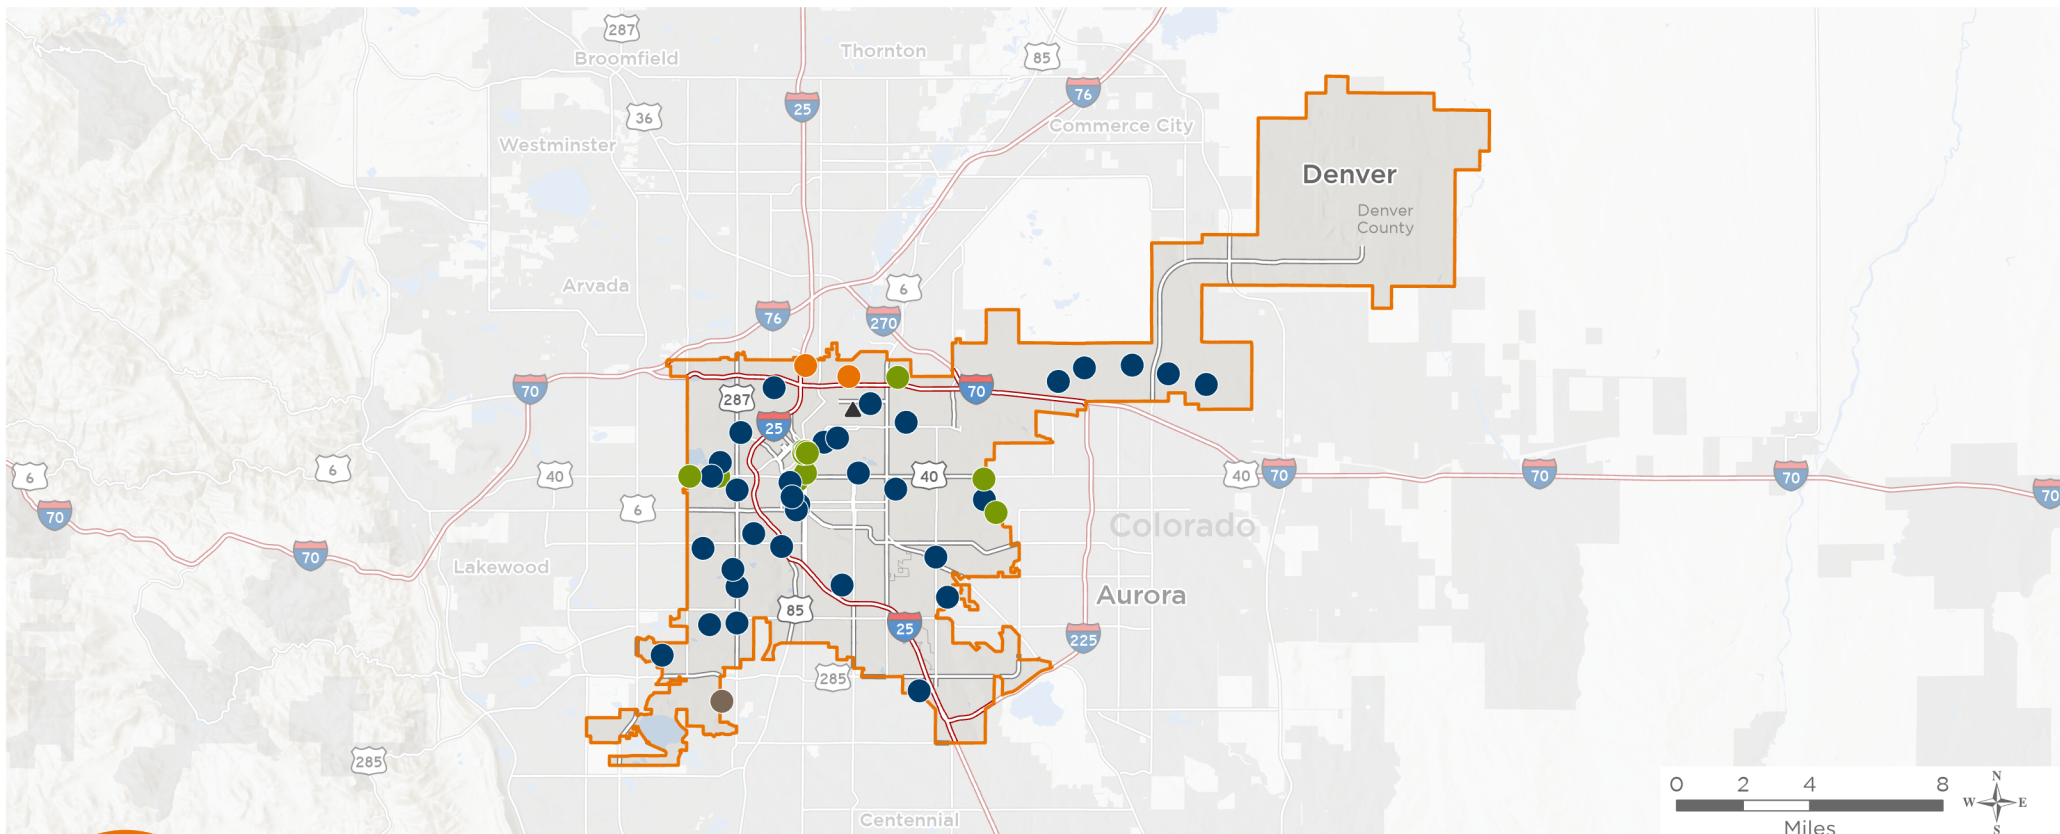 287
Broomfield
Thornton
85
76
25
36
Commerce City
Westminster
Denver
Denver
County
Arvada
6
76
270
70
70
287
25
6
6
40
40
40
70
70
70
70
70
6
Colorado
70
Lakewood
Aurora
85
25
225
285
285
Centennial
0 2 4 8
Miles
N
W E
S